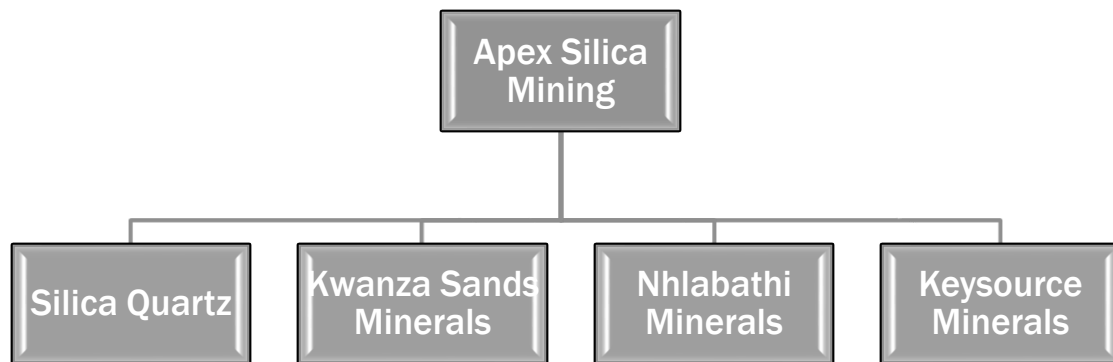 Apex Silica
Mining
Silica Quartz
Kwanza Sands
Minerals
Nhlabathi
Minerals
Keysource
Minerals